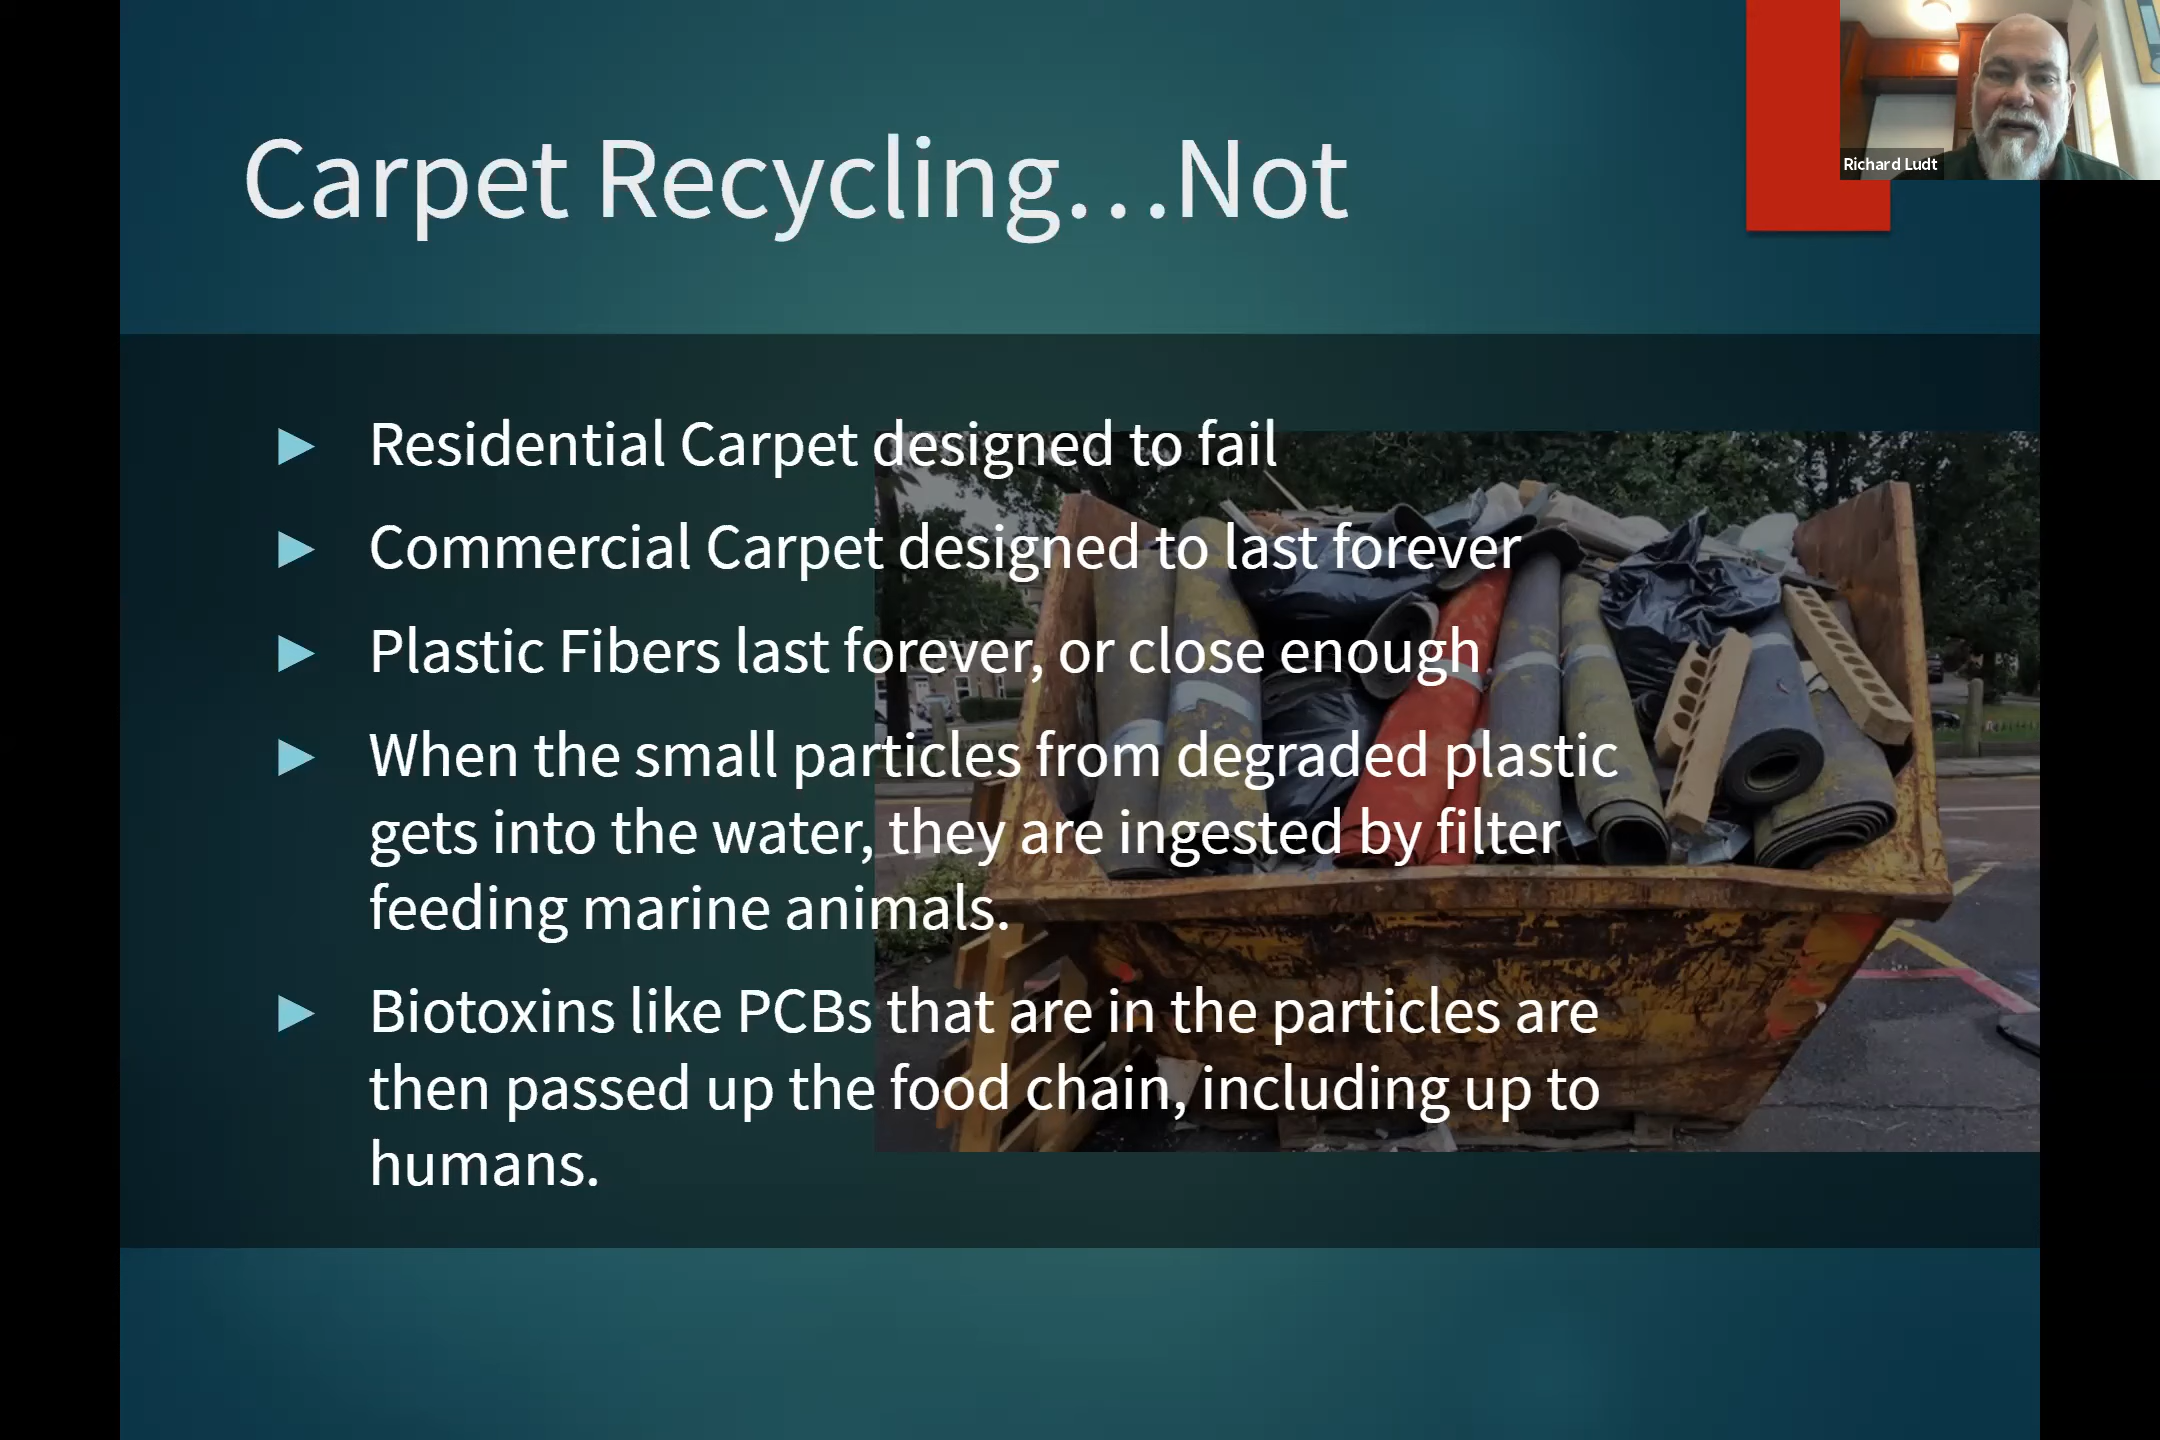 Carpet Recycling...Not
Richard Ludt
► Residential Carpet designed to fail
► Commercial Carpet designed to last forever
► Plastic Fibers last forever, or close enough
► When the small particles from degraded plastic
gets into the water, they are ingested by filter
feeding marine animals.
► Biotoxins like PCBs that are in the particles are
then passed up the food chain, including up to
humans.